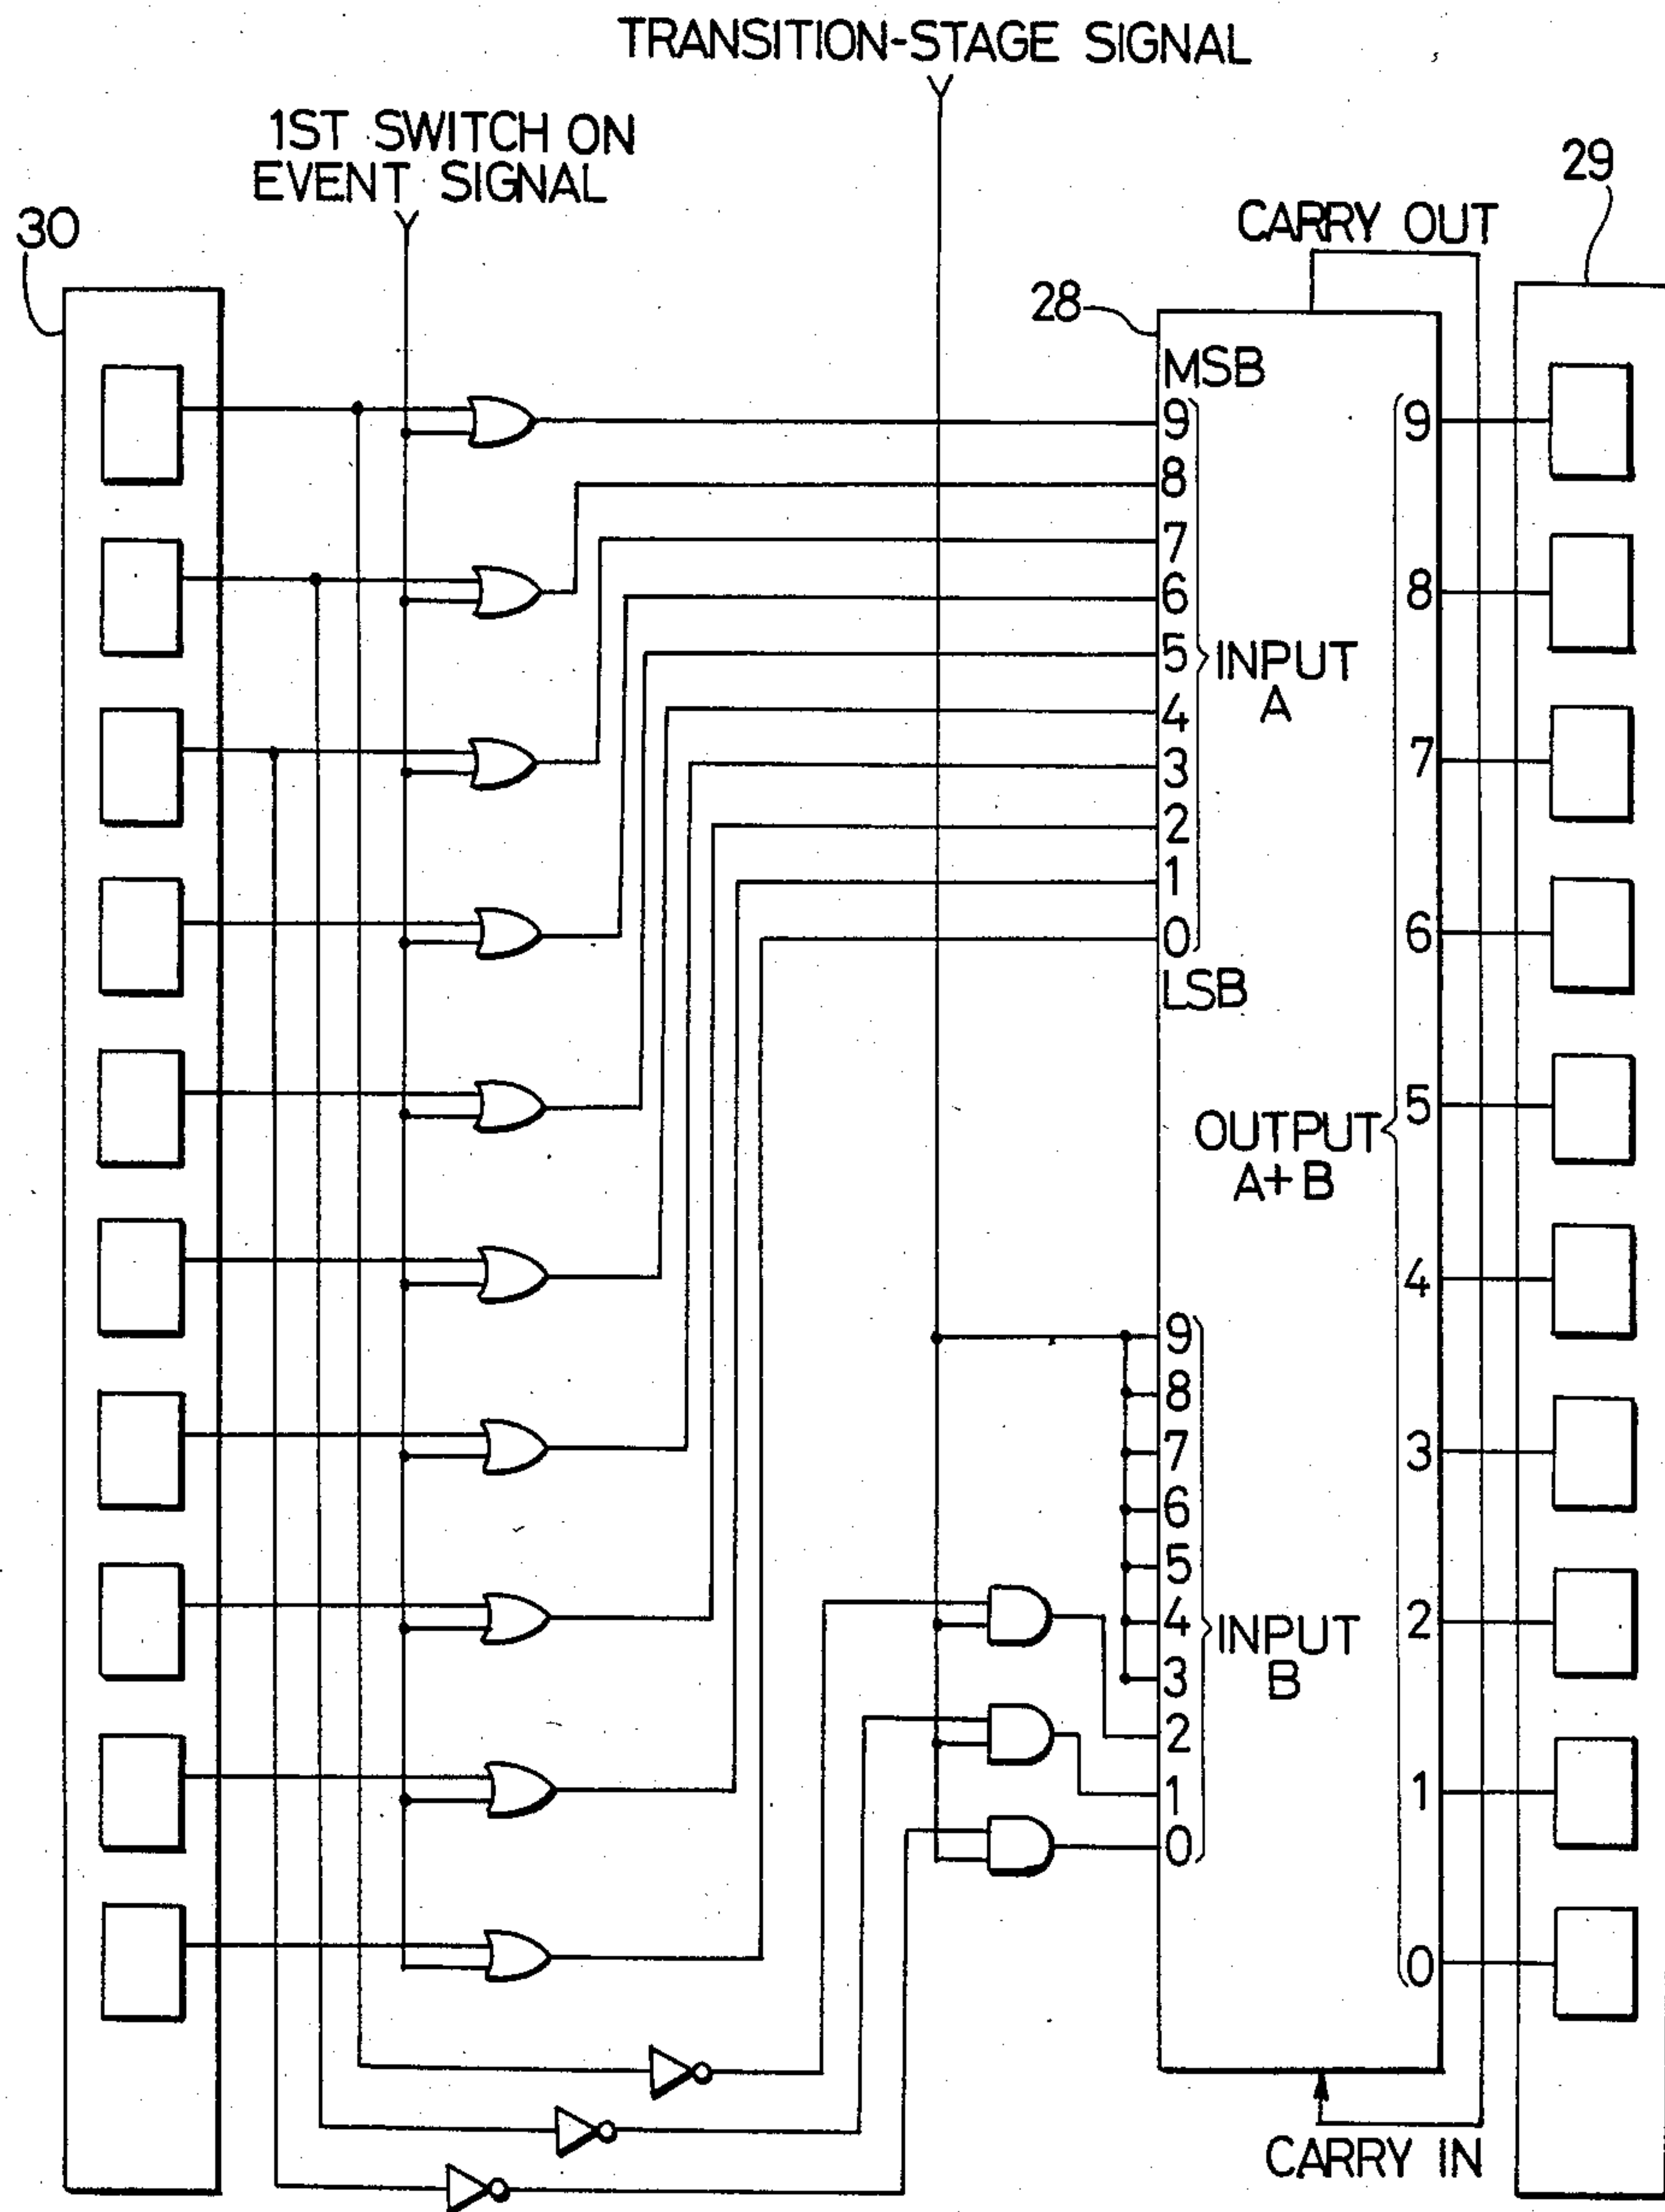 TRANSITION-STAGE SIGNAL
1ST SWITCH ON
EVENT SIGNAL
30
29
CARRY OUT
28
MSB
9
8
7
6
5
4
3
2
1
0
LSB
INPUT
A
OUTPUT
A+B
9
8
7
6
5
4
3
2
1
0
INPUT
B
9
8
7
6
5
4
3
2
1
0
CARRY IN